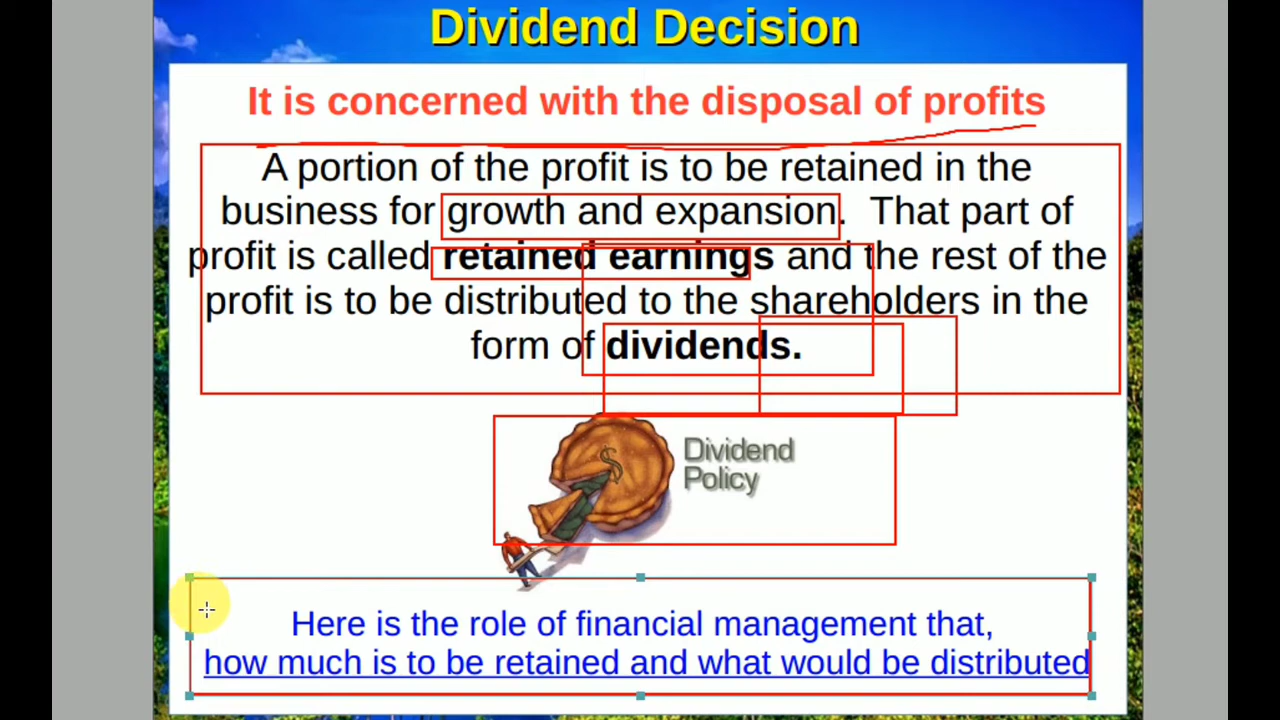 Dividend Decision
It is concerned with the disposal of profits
A portion of the profit is to be retained in the
business for growth and expansion.  That part of
profit is called retained earnings and the rest of the
profit is to be distributed to the shareholders in the
form of dividends.
Dividend
Policy
Here is the role of financial management that,
how much is to be retained and what would be distributed